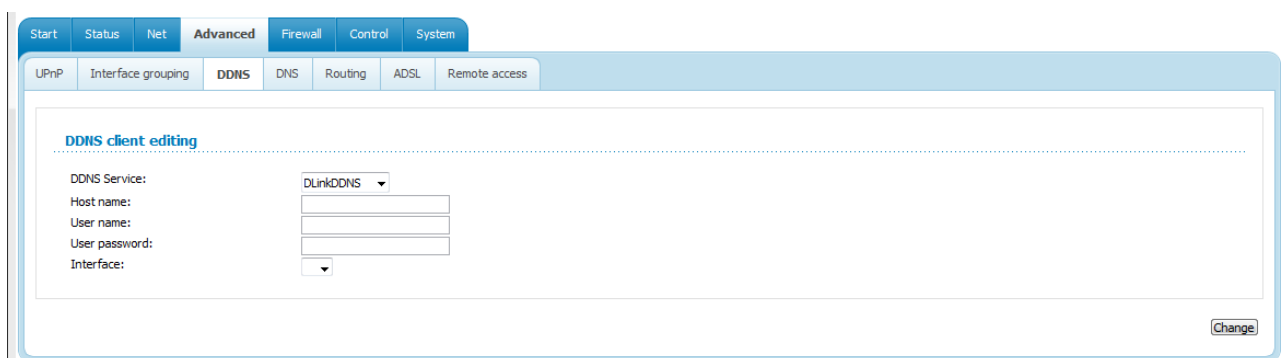 Start Status Net Advanced Firewall Control System
UPnP Interface grouping DDNS DNS Routing ADSL Remote access
DDNS client editing
DDNS Service: DLinkDDNS
Host name:
User name:
User password:
Interface:
Change